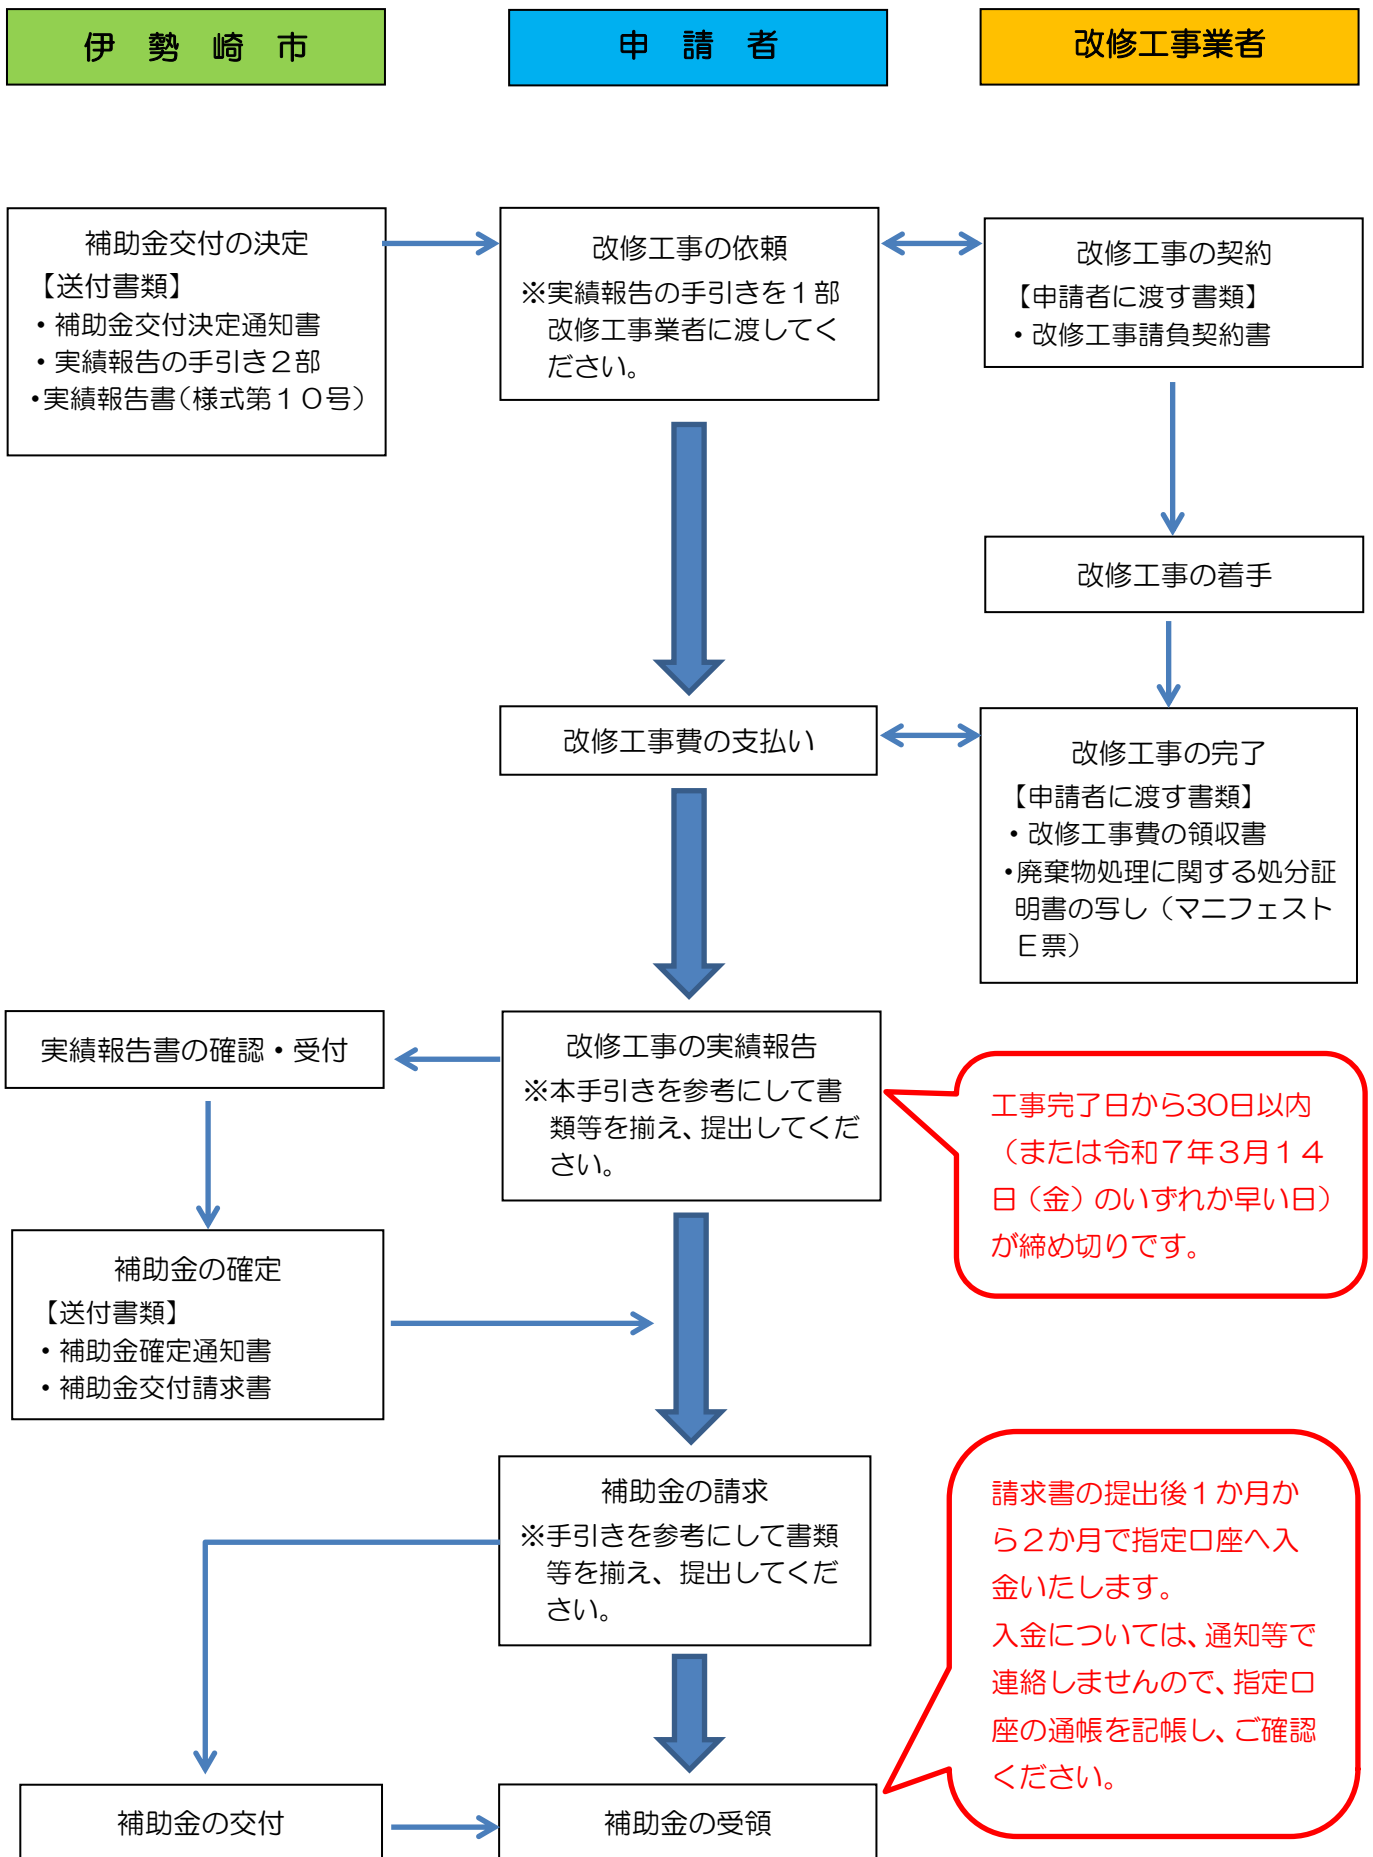 伊勢崎市
申請者
改修工事業者
補助金交付の決定
【送付書類】
・補助金交付決定通知書
・実績報告の手引き２部
・実績報告書（様式第１０号）
改修工事の依頼
※実績報告の手引きを１部
改修工事業者に渡してく
ださい。
改修工事の契約
【申請者に渡す書類】
・改修工事請負契約書
改修工事の着手
改修工事費の支払い
改修工事の完了
【申請者に渡す書類】
・改修工事費の領収書
・廃棄物処理に関する処分証
明書の写し（マニフェスト
Ｅ票）
実績報告書の確認・受付
改修工事の実績報告
※本手引きを参考にして書
類等を揃え、提出してくだ
さい。
工事完了日から30日以内
（または令和７年３月１４
日（金）のいずれか早い日）
が締め切りです。
補助金の確定
【送付書類】
・補助金確定通知書
・補助金交付請求書
補助金の請求
※手引きを参考にして書類
等を揃え、提出してくだ
さい。
請求書の提出後１か月か
ら２か月で指定口座へ入
金いたします。
入金については、通知等で
連絡しませんので、指定口
座の通帳を記帳し、ご確認
ください。
補助金の交付
補助金の受領